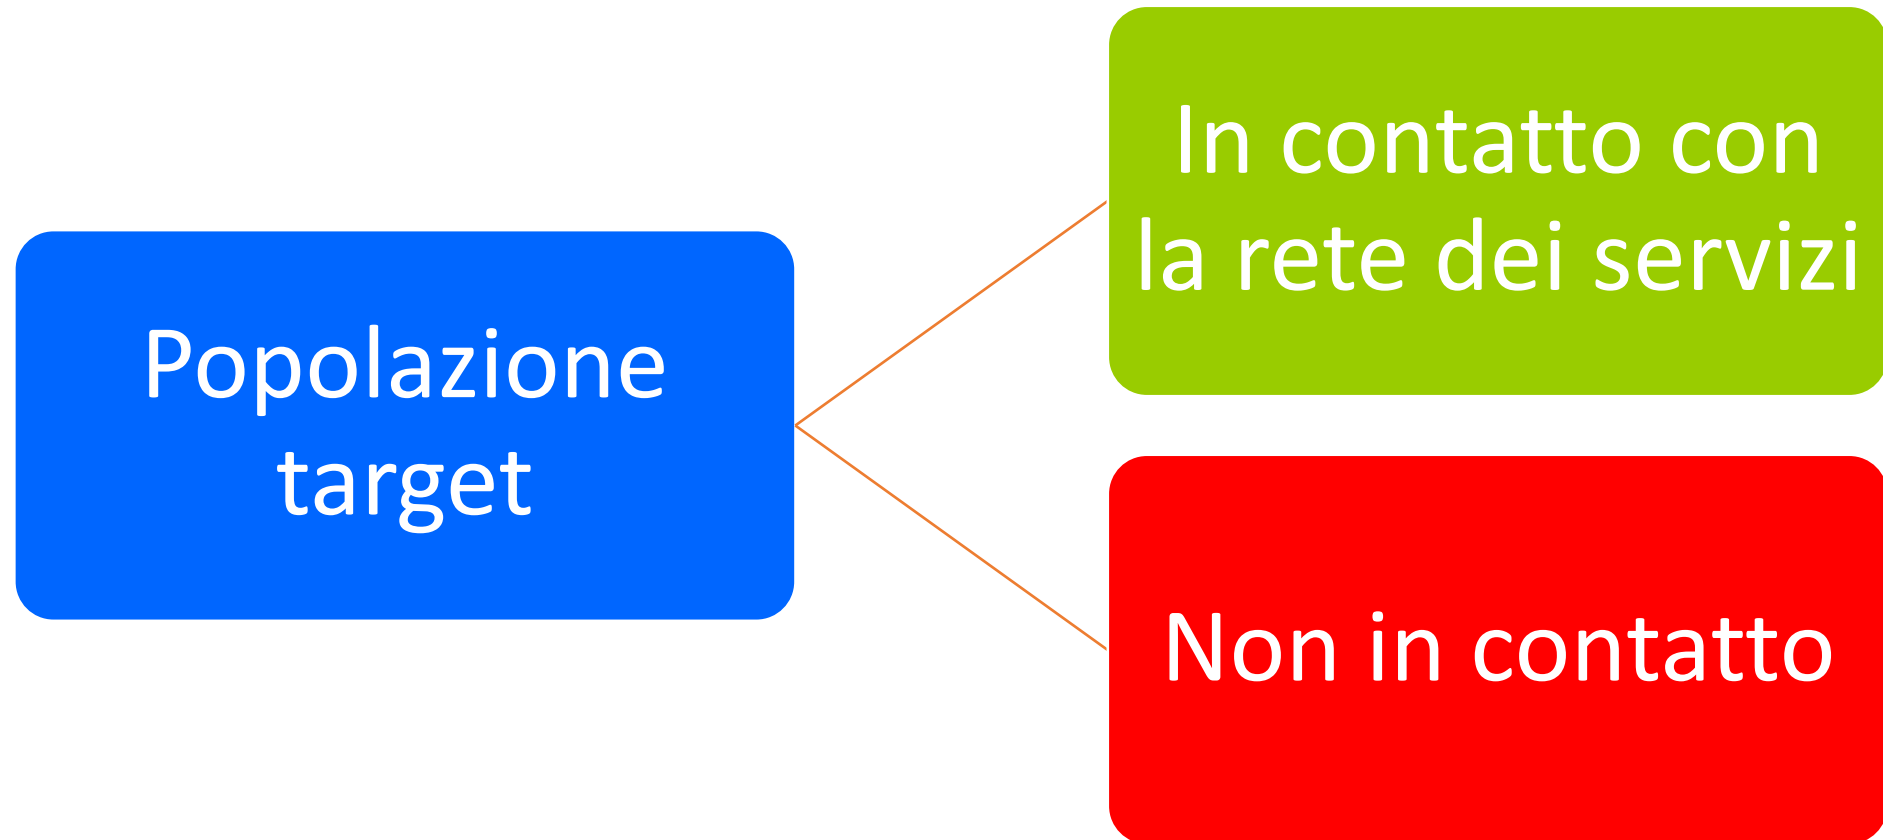 Popolazione
target
In contatto con
la rete dei servizi
Non in contatto